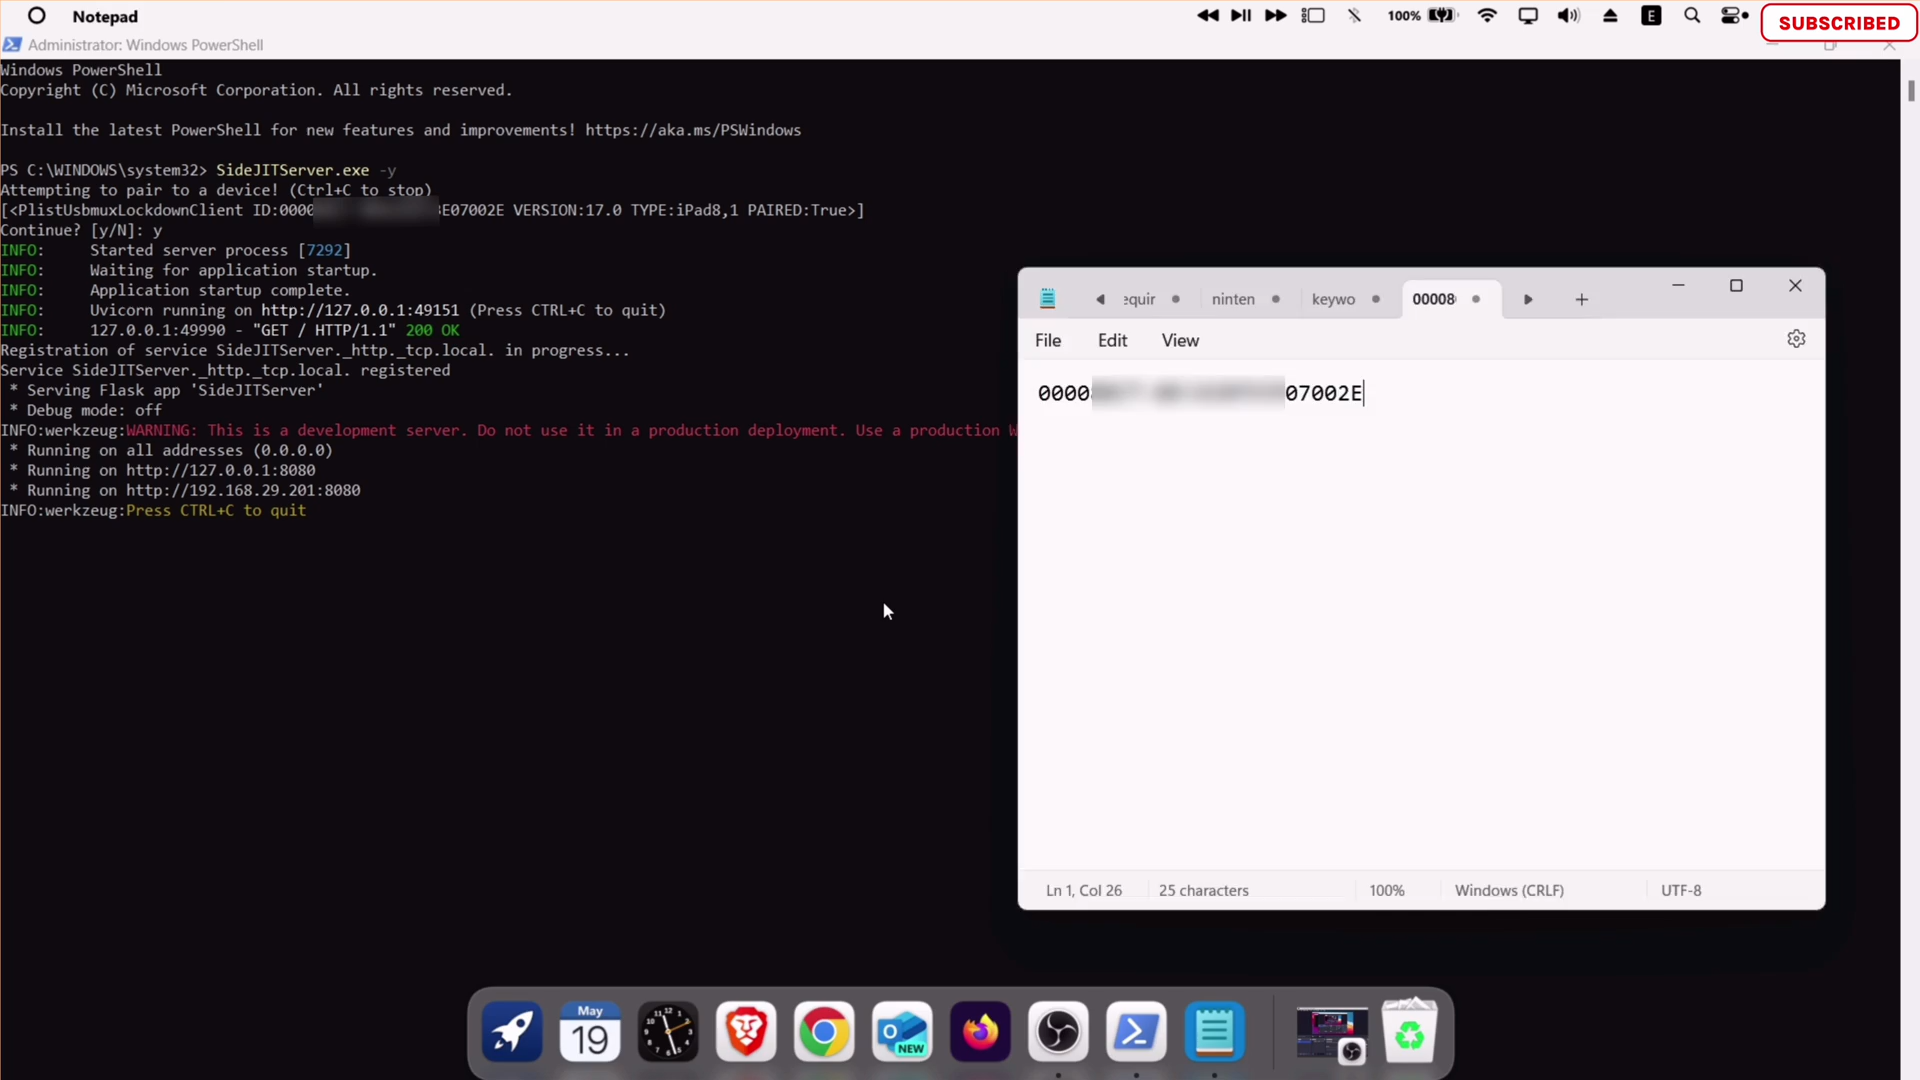 Notepad
100%
E
SUBSCRIBED
Administrator: Windows PowerShell
Windows PowerShell
Copyright (C) Microsoft Corporation. All rights reserved.
Install the latest PowerShell for new features and improvements! https://aka.ms/PSWindows
PS C:\WINDOWS\system32> SideJITServer.exe -y
Attempting to pair to a device! (Ctrl+C to stop)
[<PlistUsbmuxLockdownClient ID:0000 E07002E VERSION:17.0 TYPE:iPad8,1 PAIRED:True>]
Continue? [y/N]: y
INFO:     Started server process [7292]
INFO:     Waiting for application startup.
INFO:     Application startup complete.
INFO:     Uvicorn running on http://127.0.0.1:49151 (Press CTRL+C to quit)
INFO:     127.0.0.1:49990 - "GET / HTTP/1.1" 200 OK
Registration of service SideJITServer._http._tcp.local. in progress...
Service SideJITServer._http._tcp.local. registered
 * Serving Flask app 'SideJITServer'
 * Debug mode: off
INFO:werkzeug:WARNING: This is a development server. Do not use it in a production deployment. Use a production W
 * Running on all addresses (0.0.0.0)
 * Running on http://127.0.0.1:8080
 * Running on http://192.168.29.201:8080
INFO:werkzeug:Press CTRL+C to quit
equir ninten keywo 00008
File Edit View
0000 07002E
Ln 1, Col 26 25 characters 100% Windows (CRLF) UTF-8
May
19
NEW